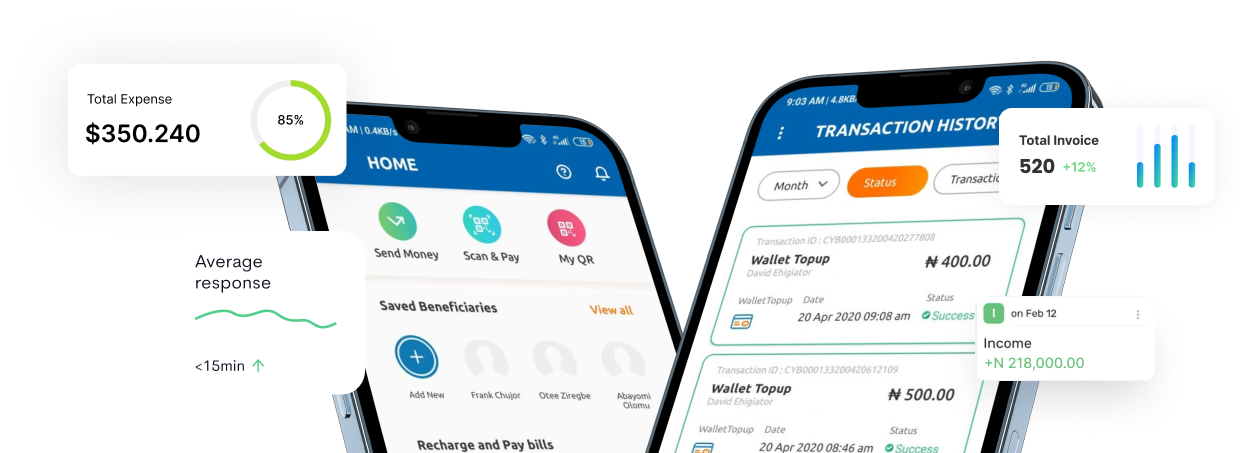 Total Expense
$350.240
85%
Average
response
<15min
AM | 0.4KB/s
HOME
Send Money
Scan & Pay
My QR
Saved Beneficiaries
View all
Add New
Frank Chujor
Otee Ziregbe
Abayomi
Olomu
Recharge and Pay bills
9:03 AM | 4.8KB/
TRANSACTION HISTOR
Month
Status
Transactio
Transaction ID : CYB000133200420277808
Wallet Topup
₦ 400.00
David Ehigiator
WalletTopup Date Status
20 Apr 2020 09:08 am Success
Transaction ID : CYB000133200420612109
Wallet Topup
₦ 500.00
David Ehigiator
WalletTopup Date Status
20 Apr 2020 08:46 am Success
Total Invoice
520 +12%
I on Feb 12
Income
+N 218,000.00